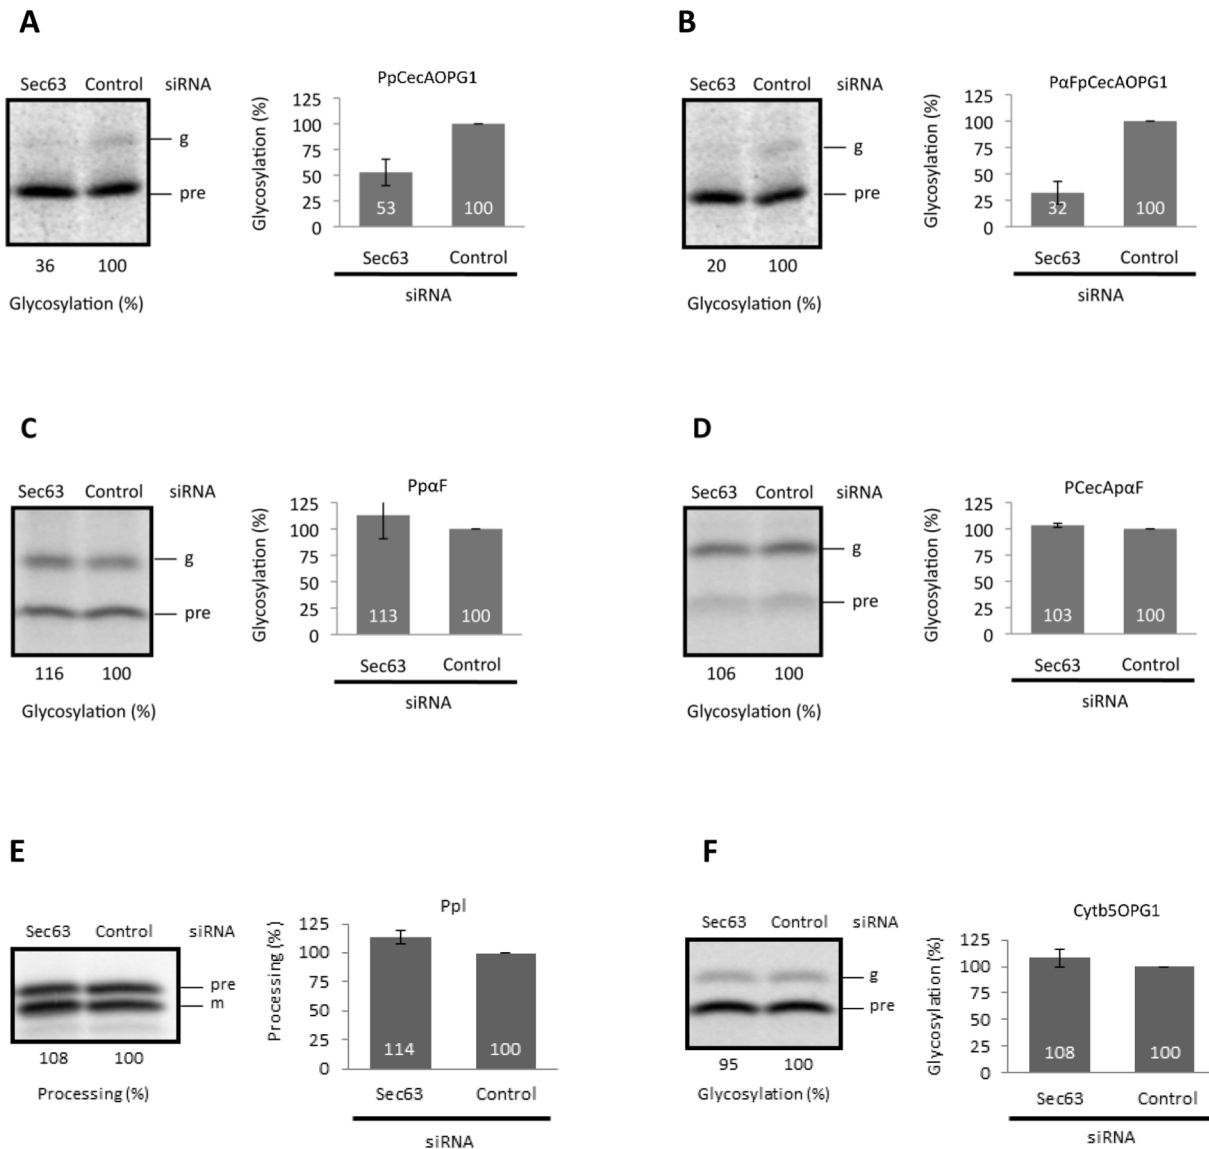 A
Sec63 Control siRNA
g
pre
36 100
Glycosylation (%)
PpCecAOPG1
Glycosylation (%)
125
100
75
50
25
0
53 100
Sec63 Control
siRNA
B
Sec63 Control siRNA
g
pre
20 100
Glycosylation (%)
PαFpCecAOPG1
Glycosylation (%)
125
100
75
50
25
0
32 100
Sec63 Control
siRNA
C
Sec63 Control siRNA
g
pre
116 100
Glycosylation (%)
PpαF
Glycosylation (%)
125
100
75
50
25
0
113 100
Sec63 Control
siRNA
D
Sec63 Control siRNA
g
pre
106 100
Glycosylation (%)
PCecApαF
Glycosylation (%)
125
100
75
50
25
0
103 100
Sec63 Control
siRNA
E
Sec63 Control siRNA
pre
m
108 100
Processing (%)
Ppl
Processing (%)
125
100
75
50
25
0
114 100
Sec63 Control
siRNA
F
Sec63 Control siRNA
g
pre
95 100
Glycosylation (%)
Cytb5OPG1
Glycosylation (%)
125
100
75
50
25
0
108 100
Sec63 Control
siRNA